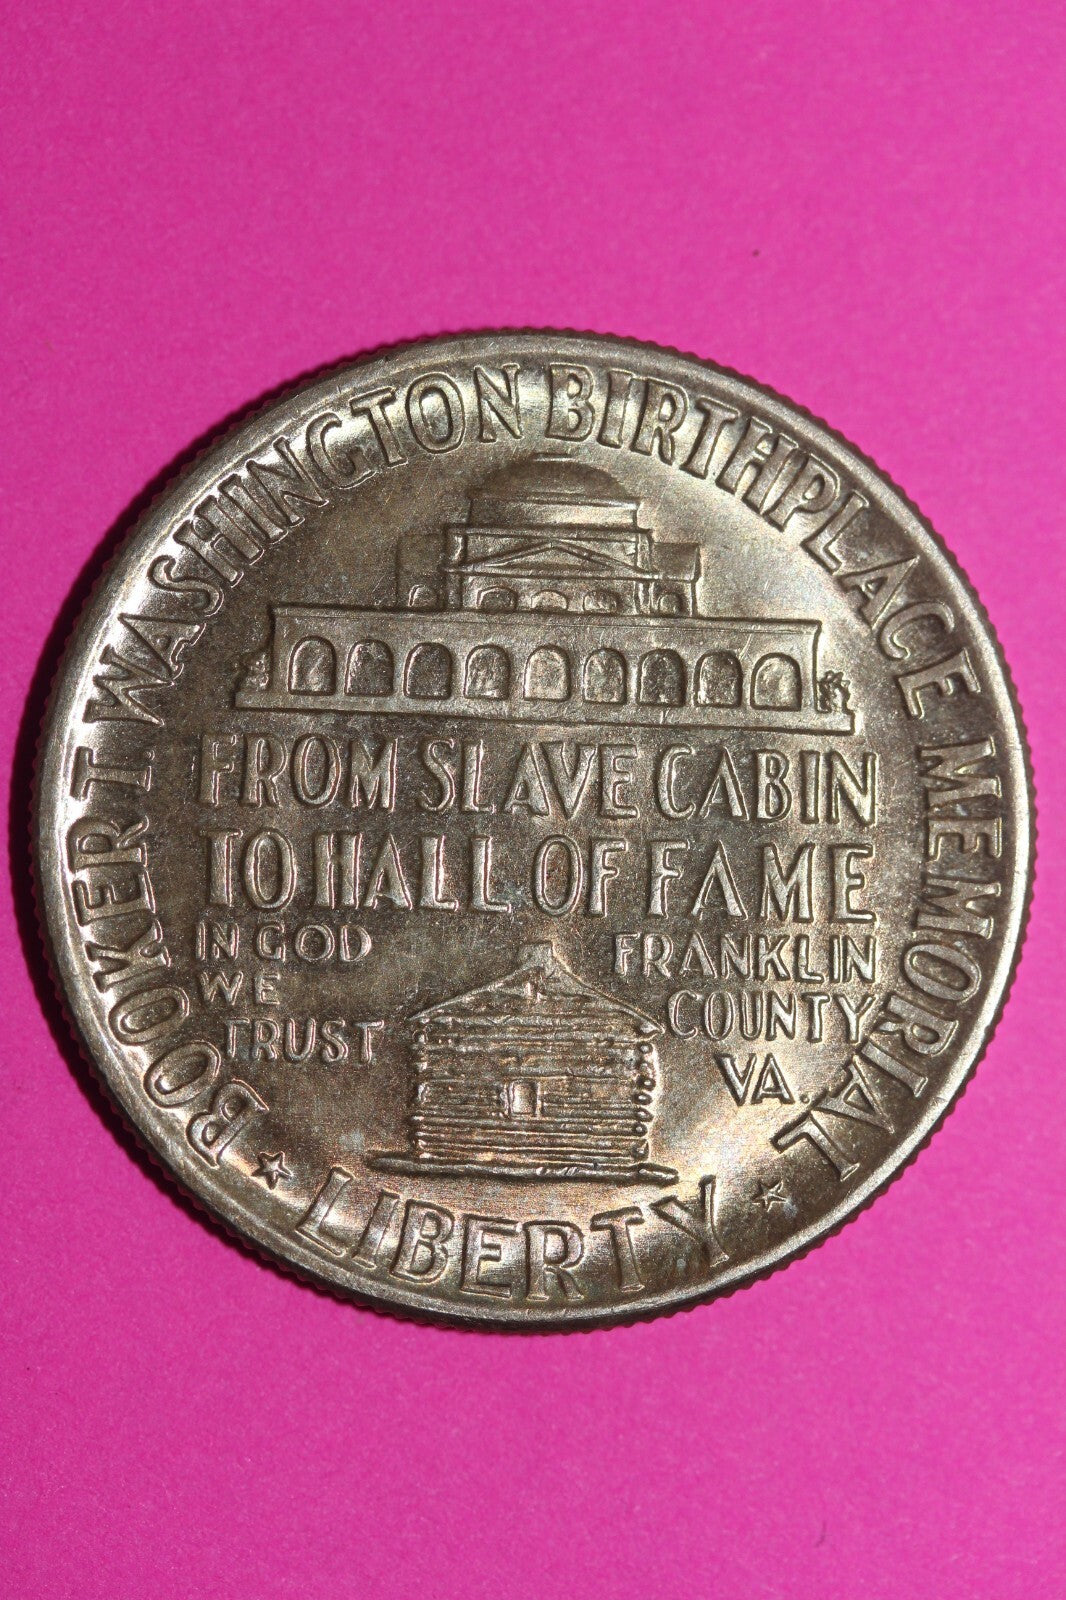 BOOKER T. WASHINGTON BIRTHPLACE MEMORIAL
FROM SLAVE CABIN
TO HALL OF FAME
IN GOD
WE
TRUST
FRANKLIN
COUNTY
VA.
LIBERTY